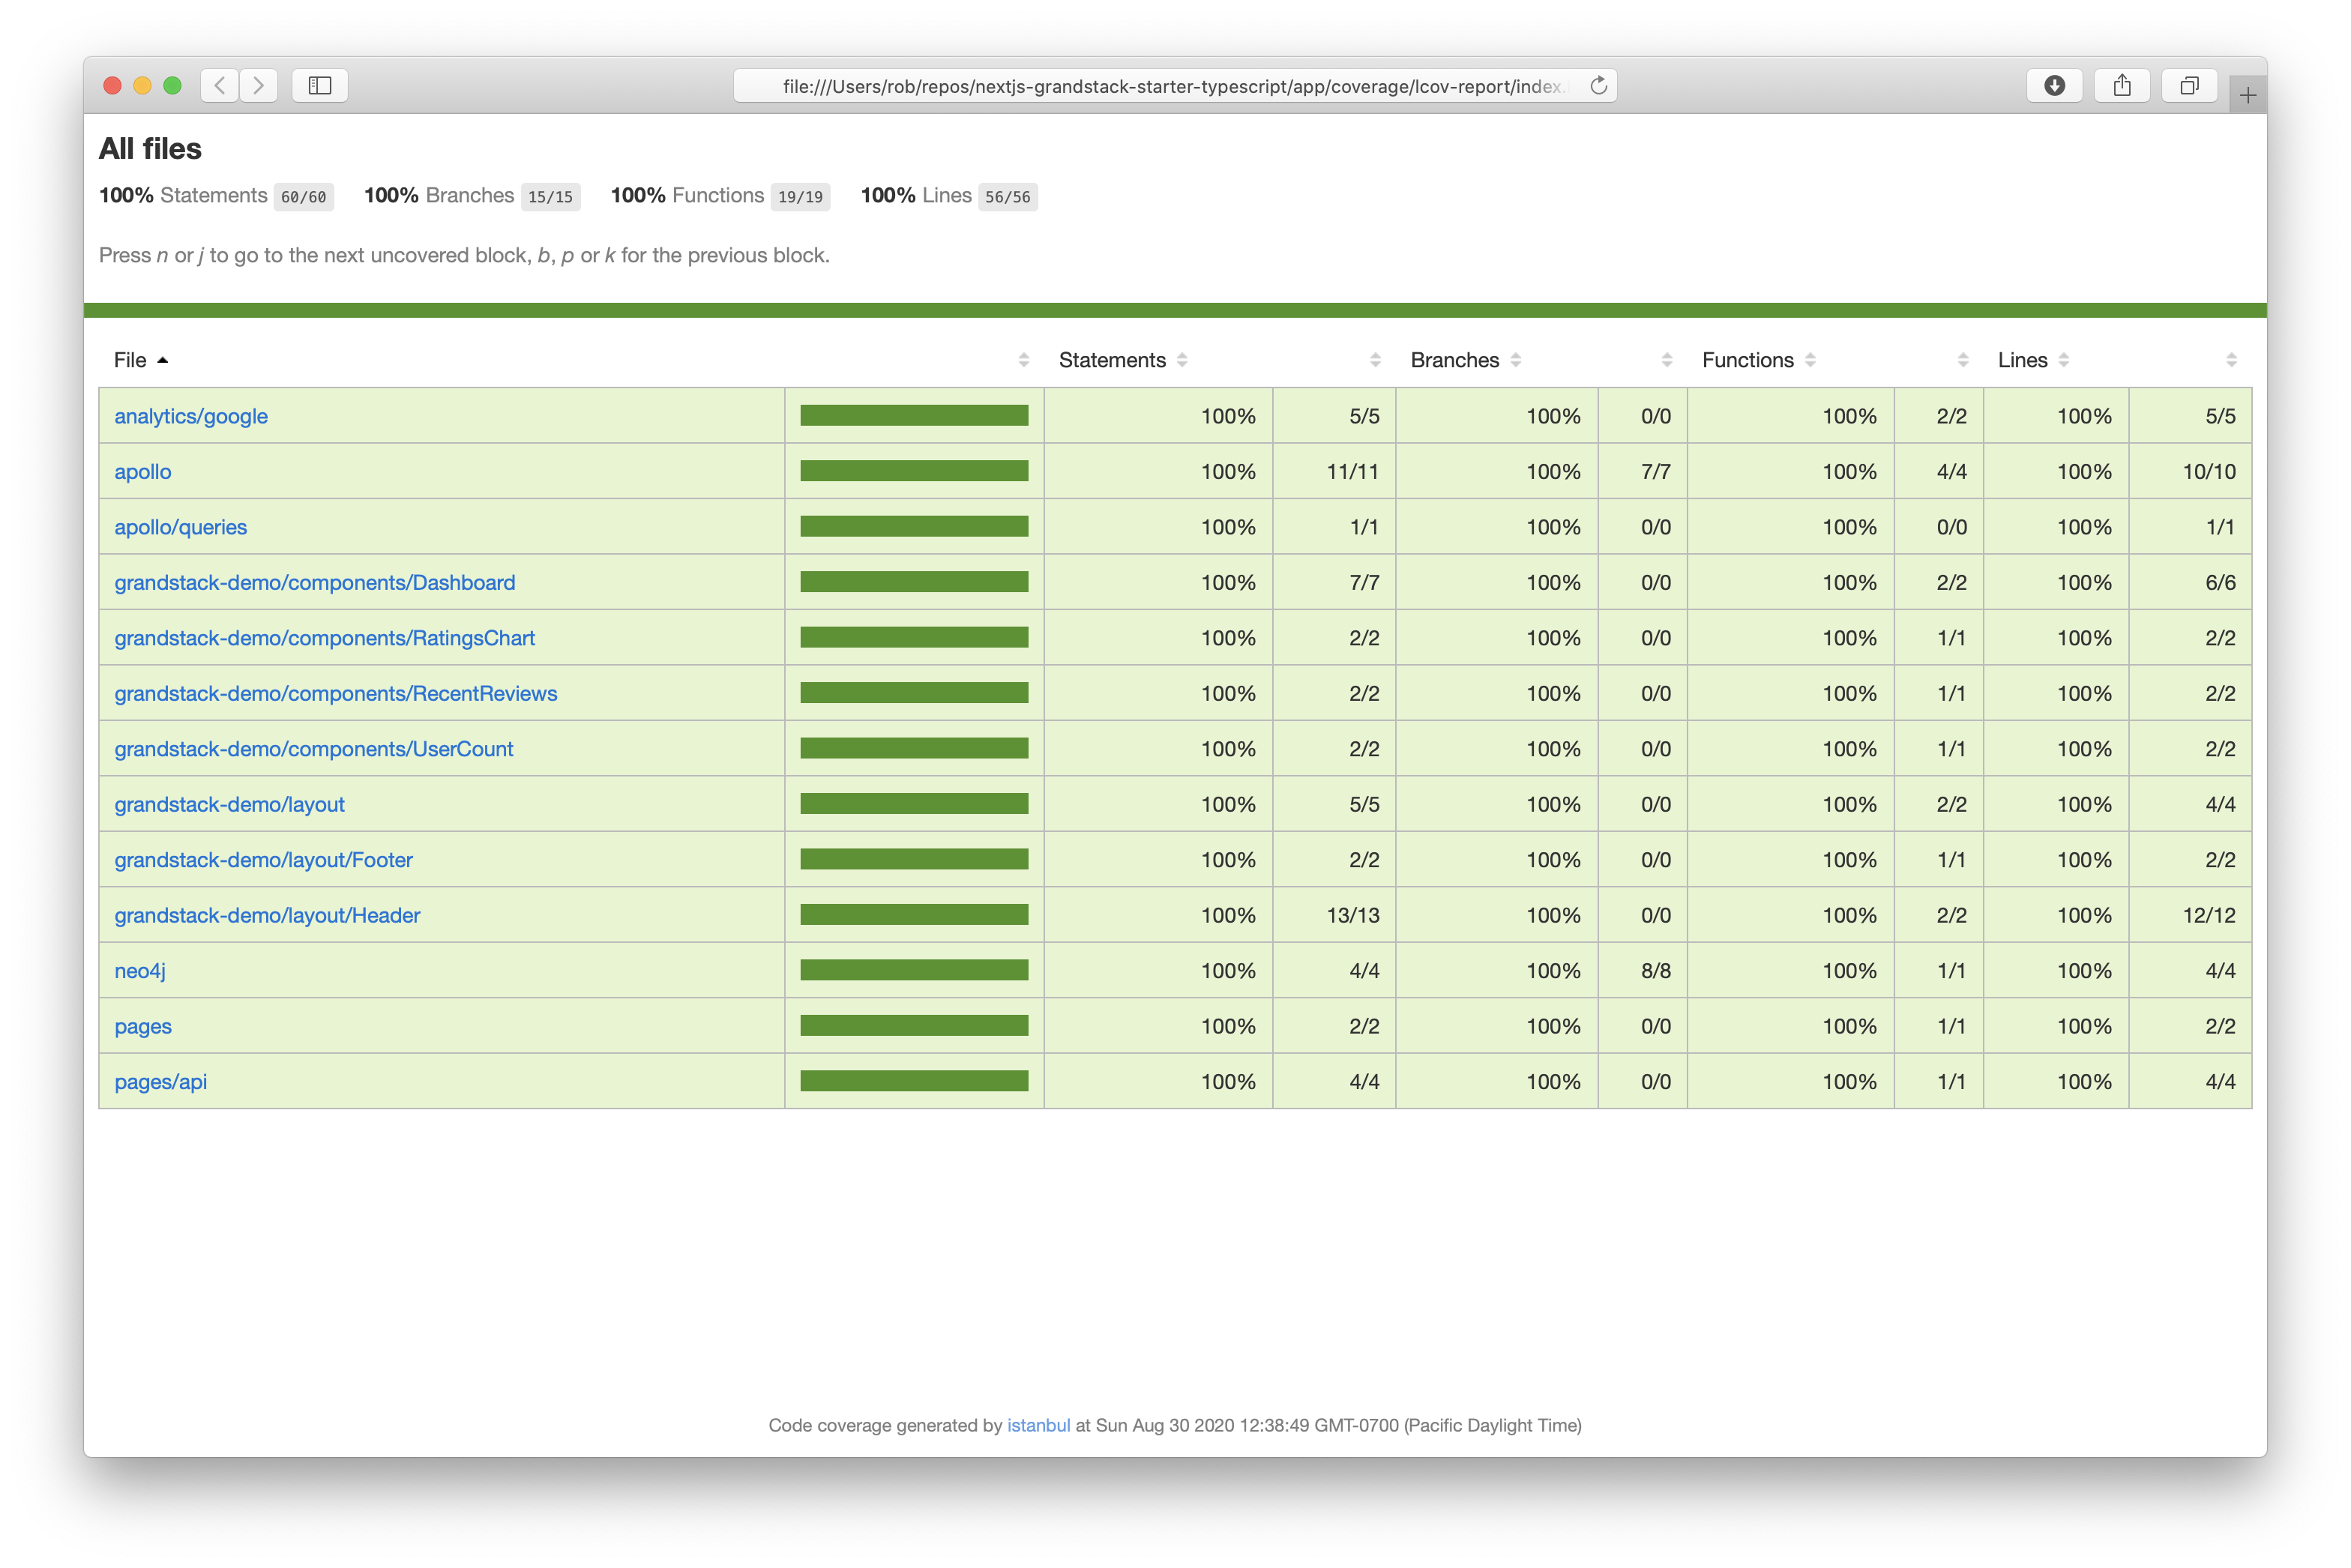 file:///Users/rob/repos/nextjs-grandstack-starter-typescript/app/coverage/lcov-report/index.
All files
100% Statements 60/60 100% Branches 15/15 100% Functions 19/19 100% Lines 56/56
Press n or j to go to the next uncovered block, b, p or k for the previous block.
File Statements Branches Functions Lines
analytics/google 100% 5/5 100% 0/0 100% 2/2 100% 5/5
apollo 100% 11/11 100% 7/7 100% 4/4 100% 10/10
apollo/queries 100% 1/1 100% 0/0 100% 0/0 100% 1/1
grandstack-demo/components/Dashboard 100% 7/7 100% 0/0 100% 2/2 100% 6/6
grandstack-demo/components/RatingsChart 100% 2/2 100% 0/0 100% 1/1 100% 2/2
grandstack-demo/components/RecentReviews 100% 2/2 100% 0/0 100% 1/1 100% 2/2
grandstack-demo/components/UserCount 100% 2/2 100% 0/0 100% 1/1 100% 2/2
grandstack-demo/layout 100% 5/5 100% 0/0 100% 2/2 100% 4/4
grandstack-demo/layout/Footer 100% 2/2 100% 0/0 100% 1/1 100% 2/2
grandstack-demo/layout/Header 100% 13/13 100% 0/0 100% 2/2 100% 12/12
neo4j 100% 4/4 100% 8/8 100% 1/1 100% 4/4
pages 100% 2/2 100% 0/0 100% 1/1 100% 2/2
pages/api 100% 4/4 100% 0/0 100% 1/1 100% 4/4
Code coverage generated by istanbul at Sun Aug 30 2020 12:38:49 GMT-0700 (Pacific Daylight Time)